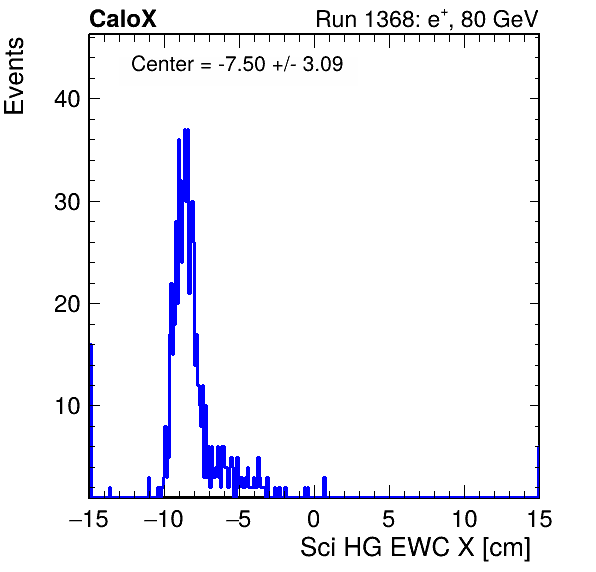 CaloX Run 1368: e⁺, 80 GeV
Center = -7.50 +/- 3.09
Events
40
30
20
10
−15 −10 −5 0 5 10 15
Sci HG EWC X [cm]